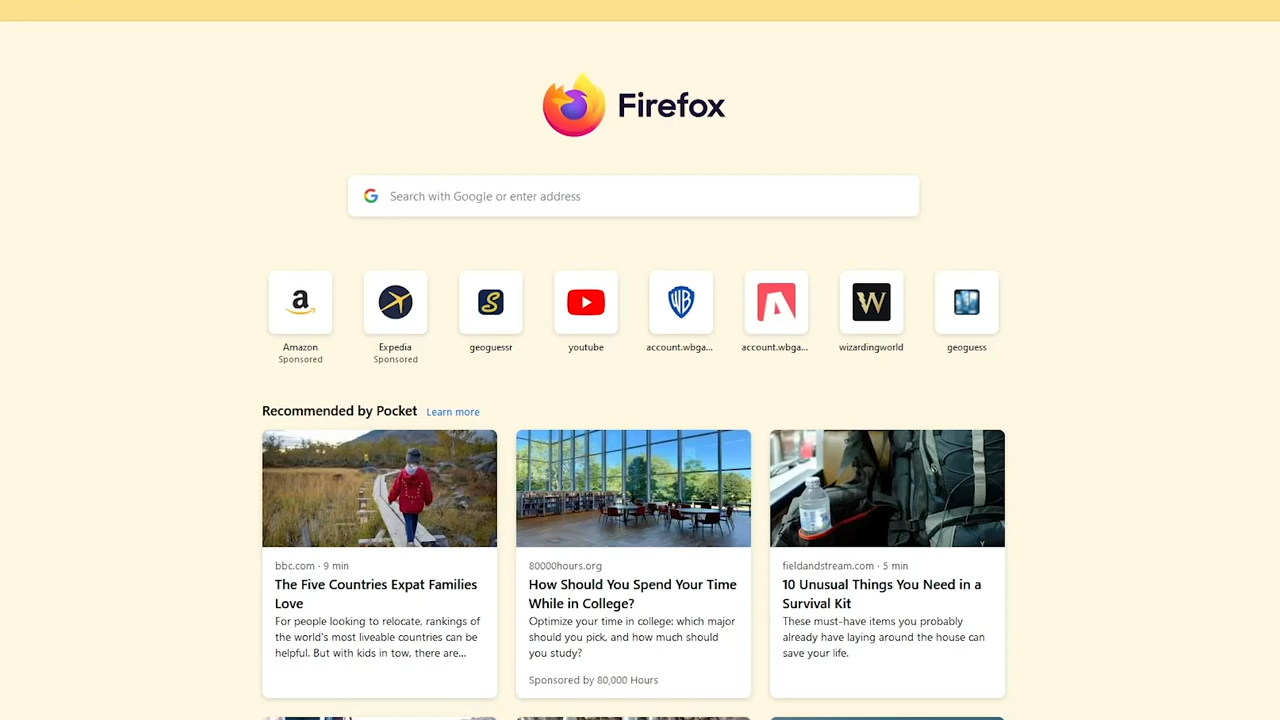 Firefox
Search with Google or enter address
Amazon
Sponsored
Expedia
Sponsored
geoguessr
youtube
account.wbga...
account.wbga...
wizardingworld
geoguess
Recommended by Pocket Learn more
bbc.com · 9 min
The Five Countries Expat Families
Love
For people looking to relocate, rankings of
the world's most liveable countries can be
helpful. But with kids in tow, there are...
80000hours.org
How Should You Spend Your Time
While in College?
Optimize your time in college: which major
should you pick, and how much should
you study?
Sponsored by 80,000 Hours
fieldandstream.com · 5 min
10 Unusual Things You Need in a
Survival Kit
These must-have items you probably
already have laying around the house can
save your life.